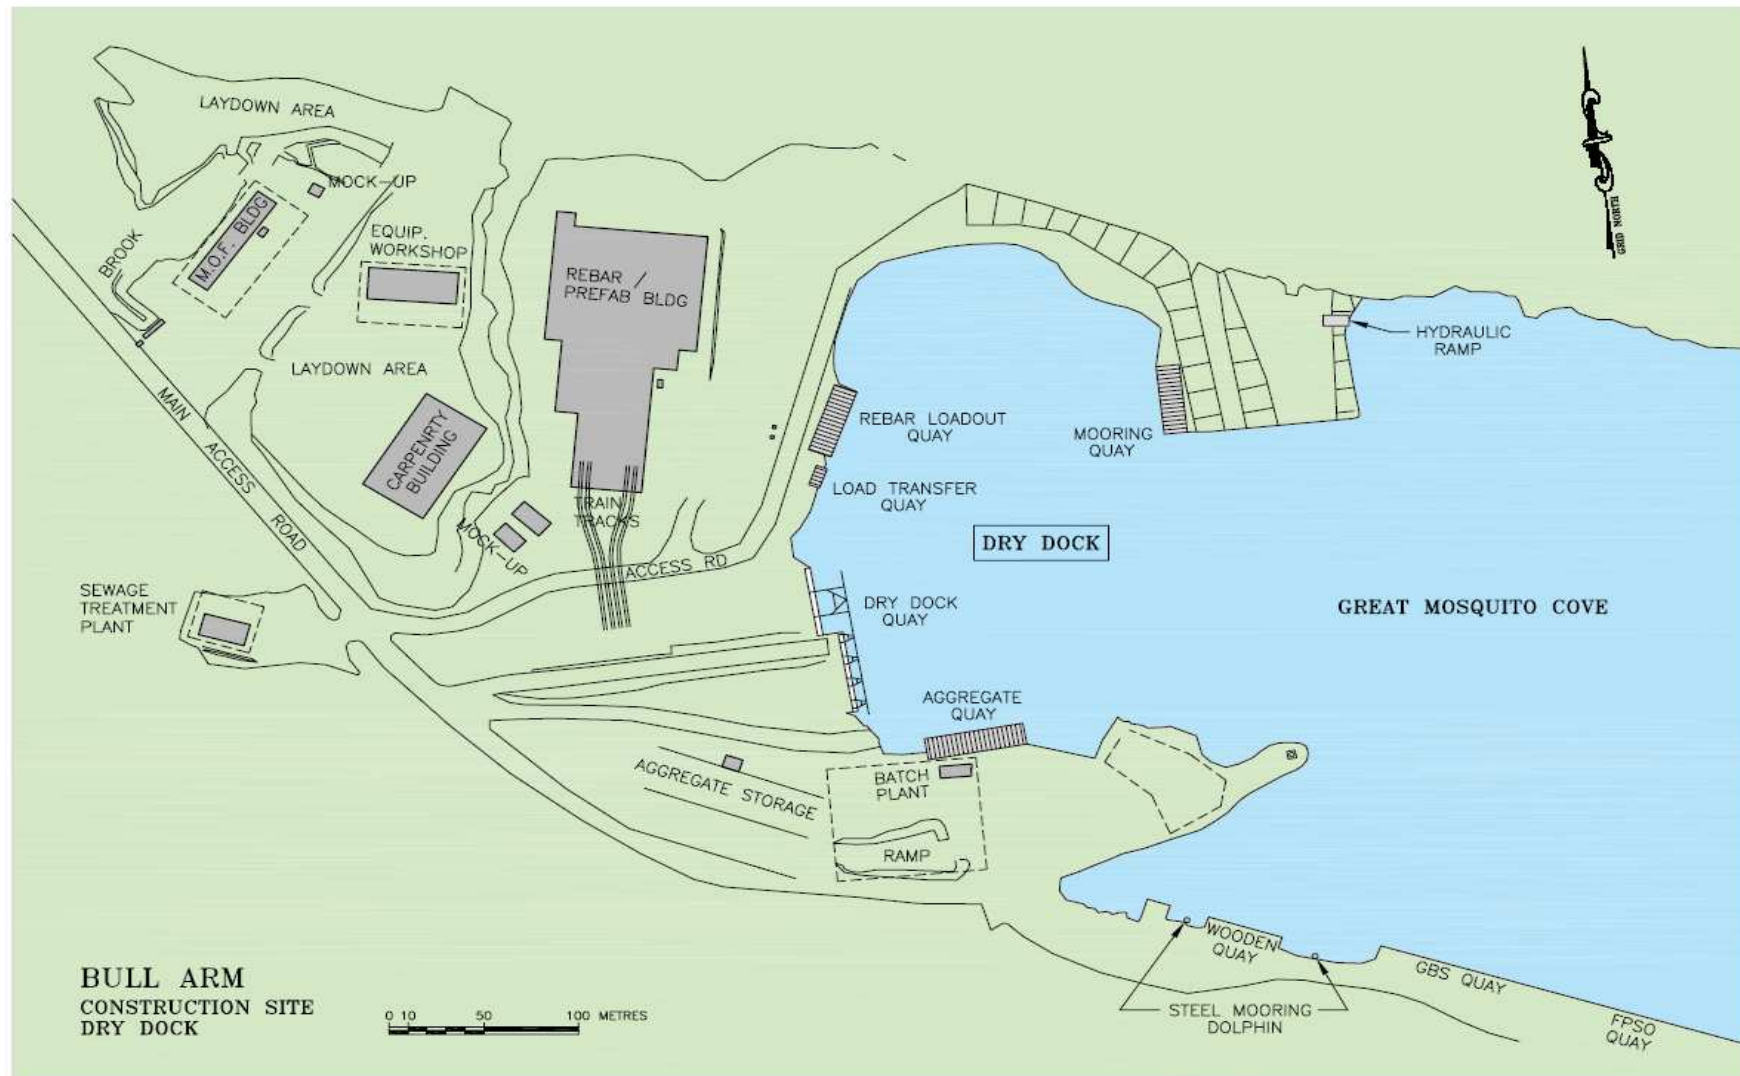 LAYDOWN AREA
MOCK-UP
M.O.F. BLDG
BROOK
EQUIP.
WORKSHOP
REBAR /
PREFAB BLDG
GRID NORTH
HYDRAULIC
RAMP
LAYDOWN AREA
MAIN ACCESS ROAD
CARPENRTY
BUILDING
REBAR LOADOUT
QUAY
MOORING
QUAY
LOAD TRANSFER
QUAY
TRAIN
TRACKS
MOCK-UP
DRY DOCK
ACCESS RD
SEWAGE
TREATMENT
PLANT
DRY DOCK
QUAY
GREAT MOSQUITO COVE
AGGREGATE
QUAY
AGGREGATE STORAGE
BATCH
PLANT
RAMP
WOODEN
QUAY
GBS QUAY
STEEL MOORING
DOLPHIN
FPSO
QUAY
BULL ARM
CONSTRUCTION SITE
DRY DOCK
0 10 50 100 METRES